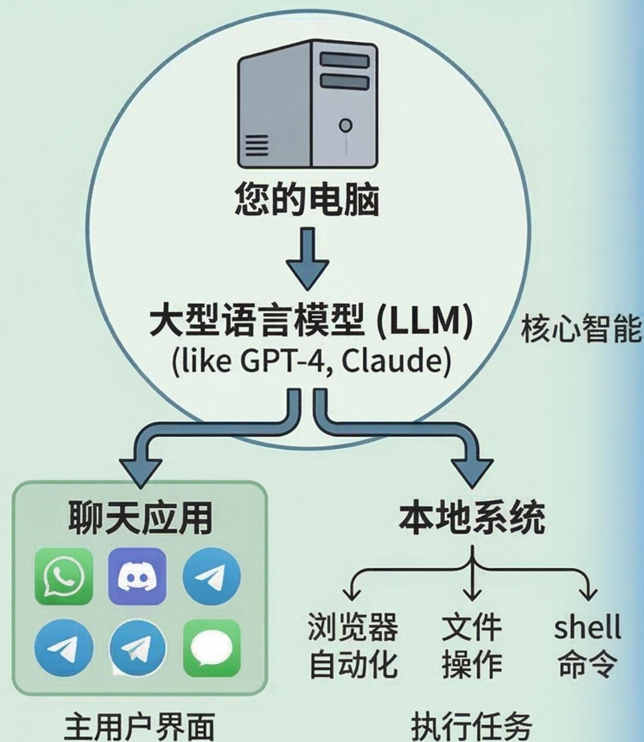 您的电脑
大型语言模型 (LLM)
(like GPT-4, Claude)
核心智能
聊天应用
本地系统
浏览器
自动化
文件
操作
shell
命令
主用户界面
执行任务